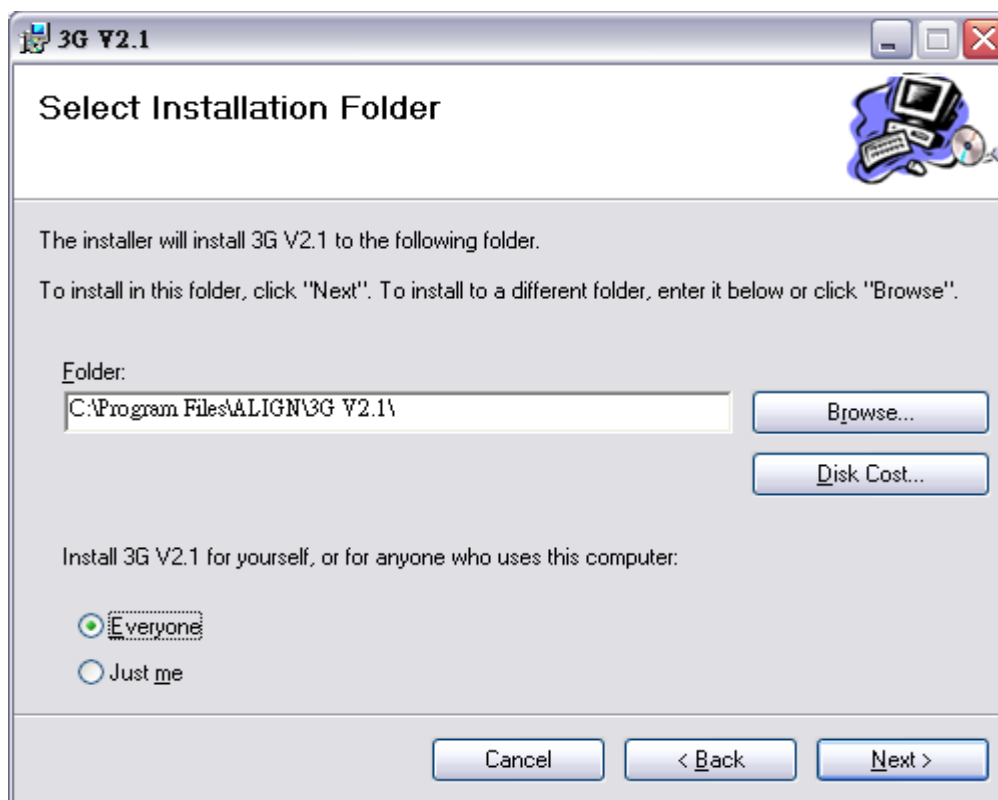 3G V2.1
Select Installation Folder
The installer will install 3G V2.1 to the following folder.
To install in this folder, click "Next". To install to a different folder, enter it below or click "Browse".
Folder:
C:\Program Files\ALIGN\3G V2.1\
Browse...
Disk Cost...
Install 3G V2.1 for yourself, or for anyone who uses this computer:
Everyone
Just me
Cancel
< Back
Next >